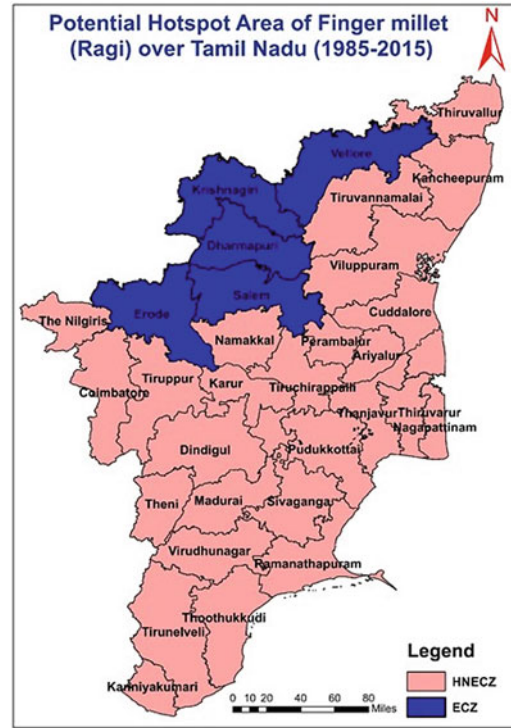 Potential Hotspot Area of Finger millet
(Ragi) over Tamil Nadu (1985-2015)
N
Thiruvallur
Vellore
Kancheepuram
Krishnagiri
Tiruvannamalai
Dharmapuri
Viluppuram
Salem
Erode
Cuddalore
The Nilgiris
Namakkal
Perambalur
Ariyalur
Coimbatore
Tiruppur
Karur
Tiruchirappalli
Thanjavur
Thiruvarur
Nagapattinam
Dindigul
Pudukkottai
Theni
Madurai
Sivagangai
Virudhunagar
Ramanathapuram
Thoothukkudi
Tirunelveli
Kanniyakumari
Legend
HNECZ
ECZ
0 10 20 40 60 80
Miles